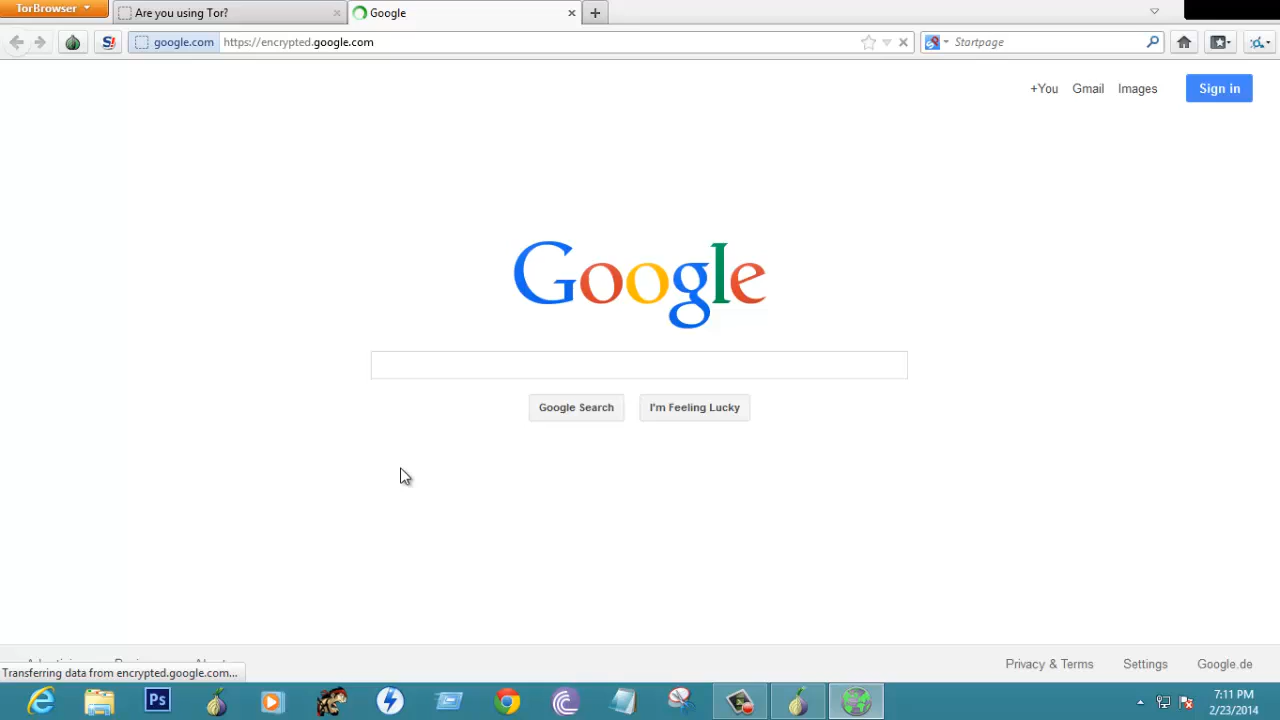 TorBrowser
Are you using Tor?
Google
google.com
https://encrypted.google.com
Startpage
+You Gmail Images Sign in
Google
Google Search
I'm Feeling Lucky
Privacy & Terms Settings Google.de
Transferring data from encrypted.google.com...
Ps
7:11 PM
2/23/2014